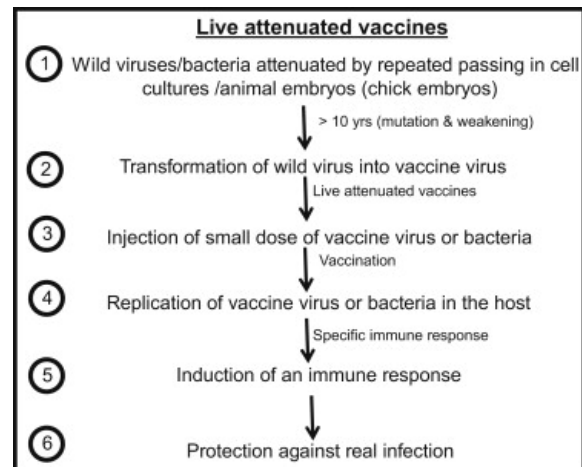 Live attenuated vaccines
1 Wild viruses/bacteria attenuated by repeated passing in cell
cultures /animal embryos (chick embryos)
> 10 yrs (mutation & weakening)
2 Transformation of wild virus into vaccine virus
Live attenuated vaccines
3 Injection of small dose of vaccine virus or bacteria
Vaccination
4 Replication of vaccine virus or bacteria in the host
Specific immune response
5 Induction of an immune response
6 Protection against real infection